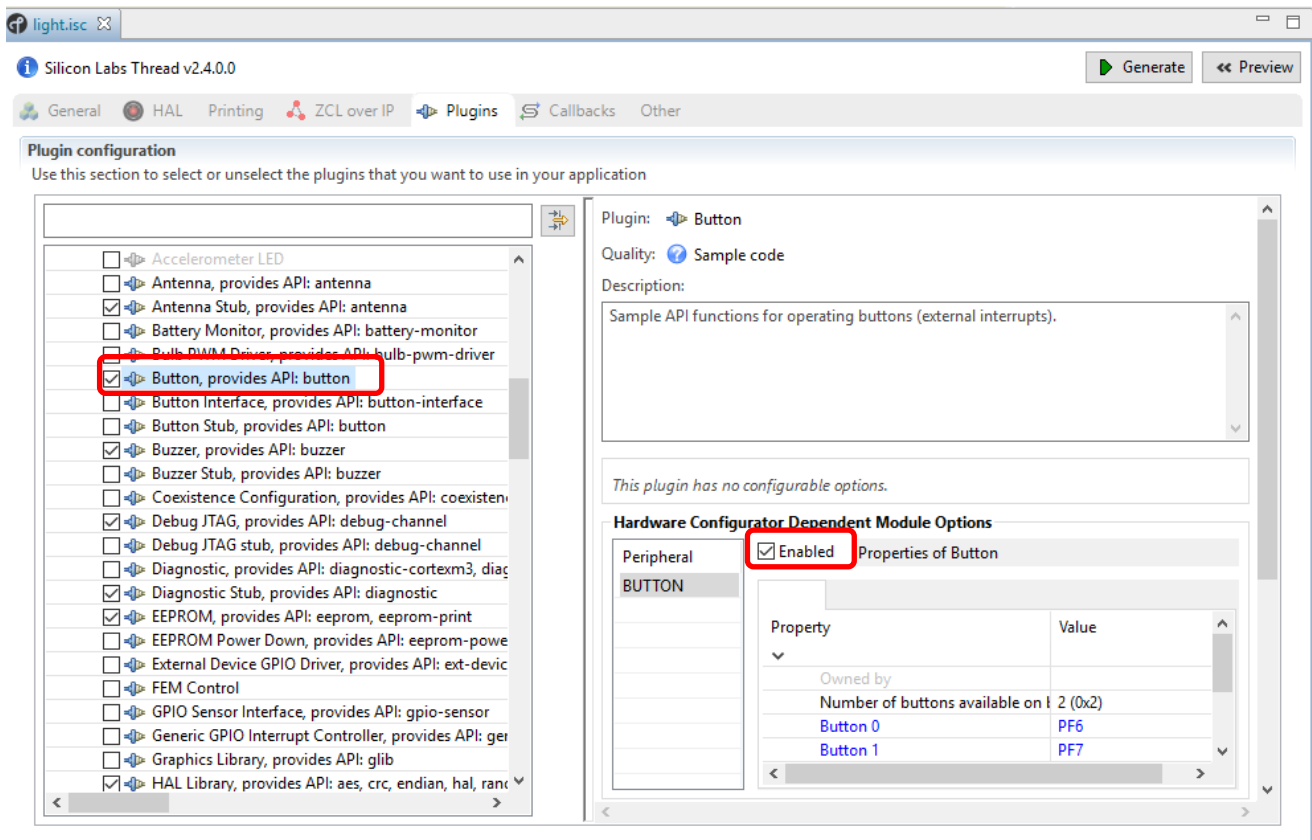 light.isc
Silicon Labs Thread v2.4.0.0
Generate
Preview
General HAL Printing ZCL over IP Plugins Callbacks Other
Plugin configuration
Use this section to select or unselect the plugins that you want to use in your application
Accelerometer LED
Antenna, provides API: antenna
Antenna Stub, provides API: antenna
Battery Monitor, provides API: battery-monitor
Bulb PWM Driver, provides API: bulb-pwm-driver
Button, provides API: button
Button Interface, provides API: button-interface
Button Stub, provides API: button
Buzzer, provides API: buzzer
Buzzer Stub, provides API: buzzer
Coexistence Configuration, provides API: coexisten
Debug JTAG, provides API: debug-channel
Debug JTAG stub, provides API: debug-channel
Diagnostic, provides API: diagnostic-cortexm3, diag
Diagnostic Stub, provides API: diagnostic
EEPROM, provides API: eeprom, eeprom-print
EEPROM Power Down, provides API: eeprom-powe
External Device GPIO Driver, provides API: ext-devic
FEM Control
GPIO Sensor Interface, provides API: gpio-sensor
Generic GPIO Interrupt Controller, provides API: ger
Graphics Library, provides API: glib
HAL Library, provides API: aes, crc, endian, hal, rand
Plugin: Button
Quality: Sample code
Description:
Sample API functions for operating buttons (external interrupts).
This plugin has no configurable options.
Hardware Configurator Dependent Module Options
Peripheral
BUTTON
Enabled Properties of Button
Property Value
Owned by
Number of buttons available on b 2 (0x2)
Button 0 PF6
Button 1 PF7